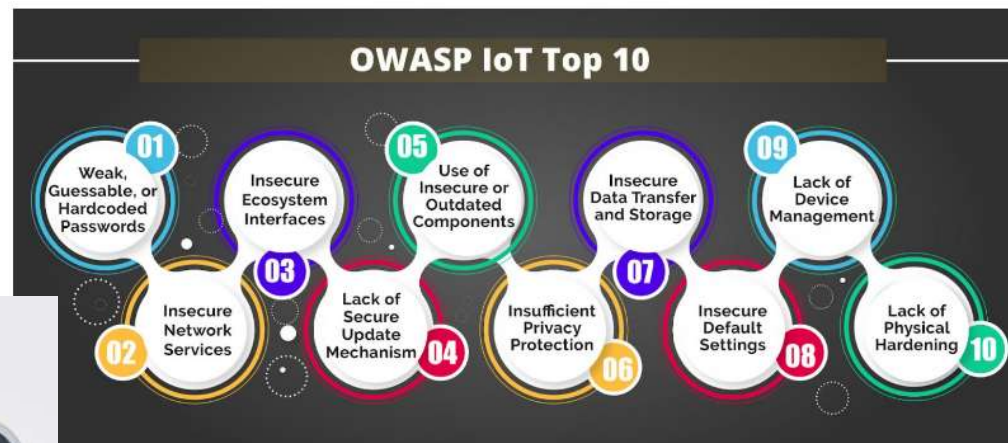 OWASP IoT Top 10
01
Weak,
Guessable, or
Hardcoded
Passwords
02
Insecure
Network
Services
Insecure
Ecosystem
Interfaces
03
Lack of
Secure
Update
Mechanism
04
05
Use of
Insecure or
Outdated
Components
Insufficient
Privacy
Protection
06
Insecure
Data Transfer
and Storage
07
Insecure
Default
Settings
08
09
Lack of
Device
Management
Lack of
Physical
Hardening
10